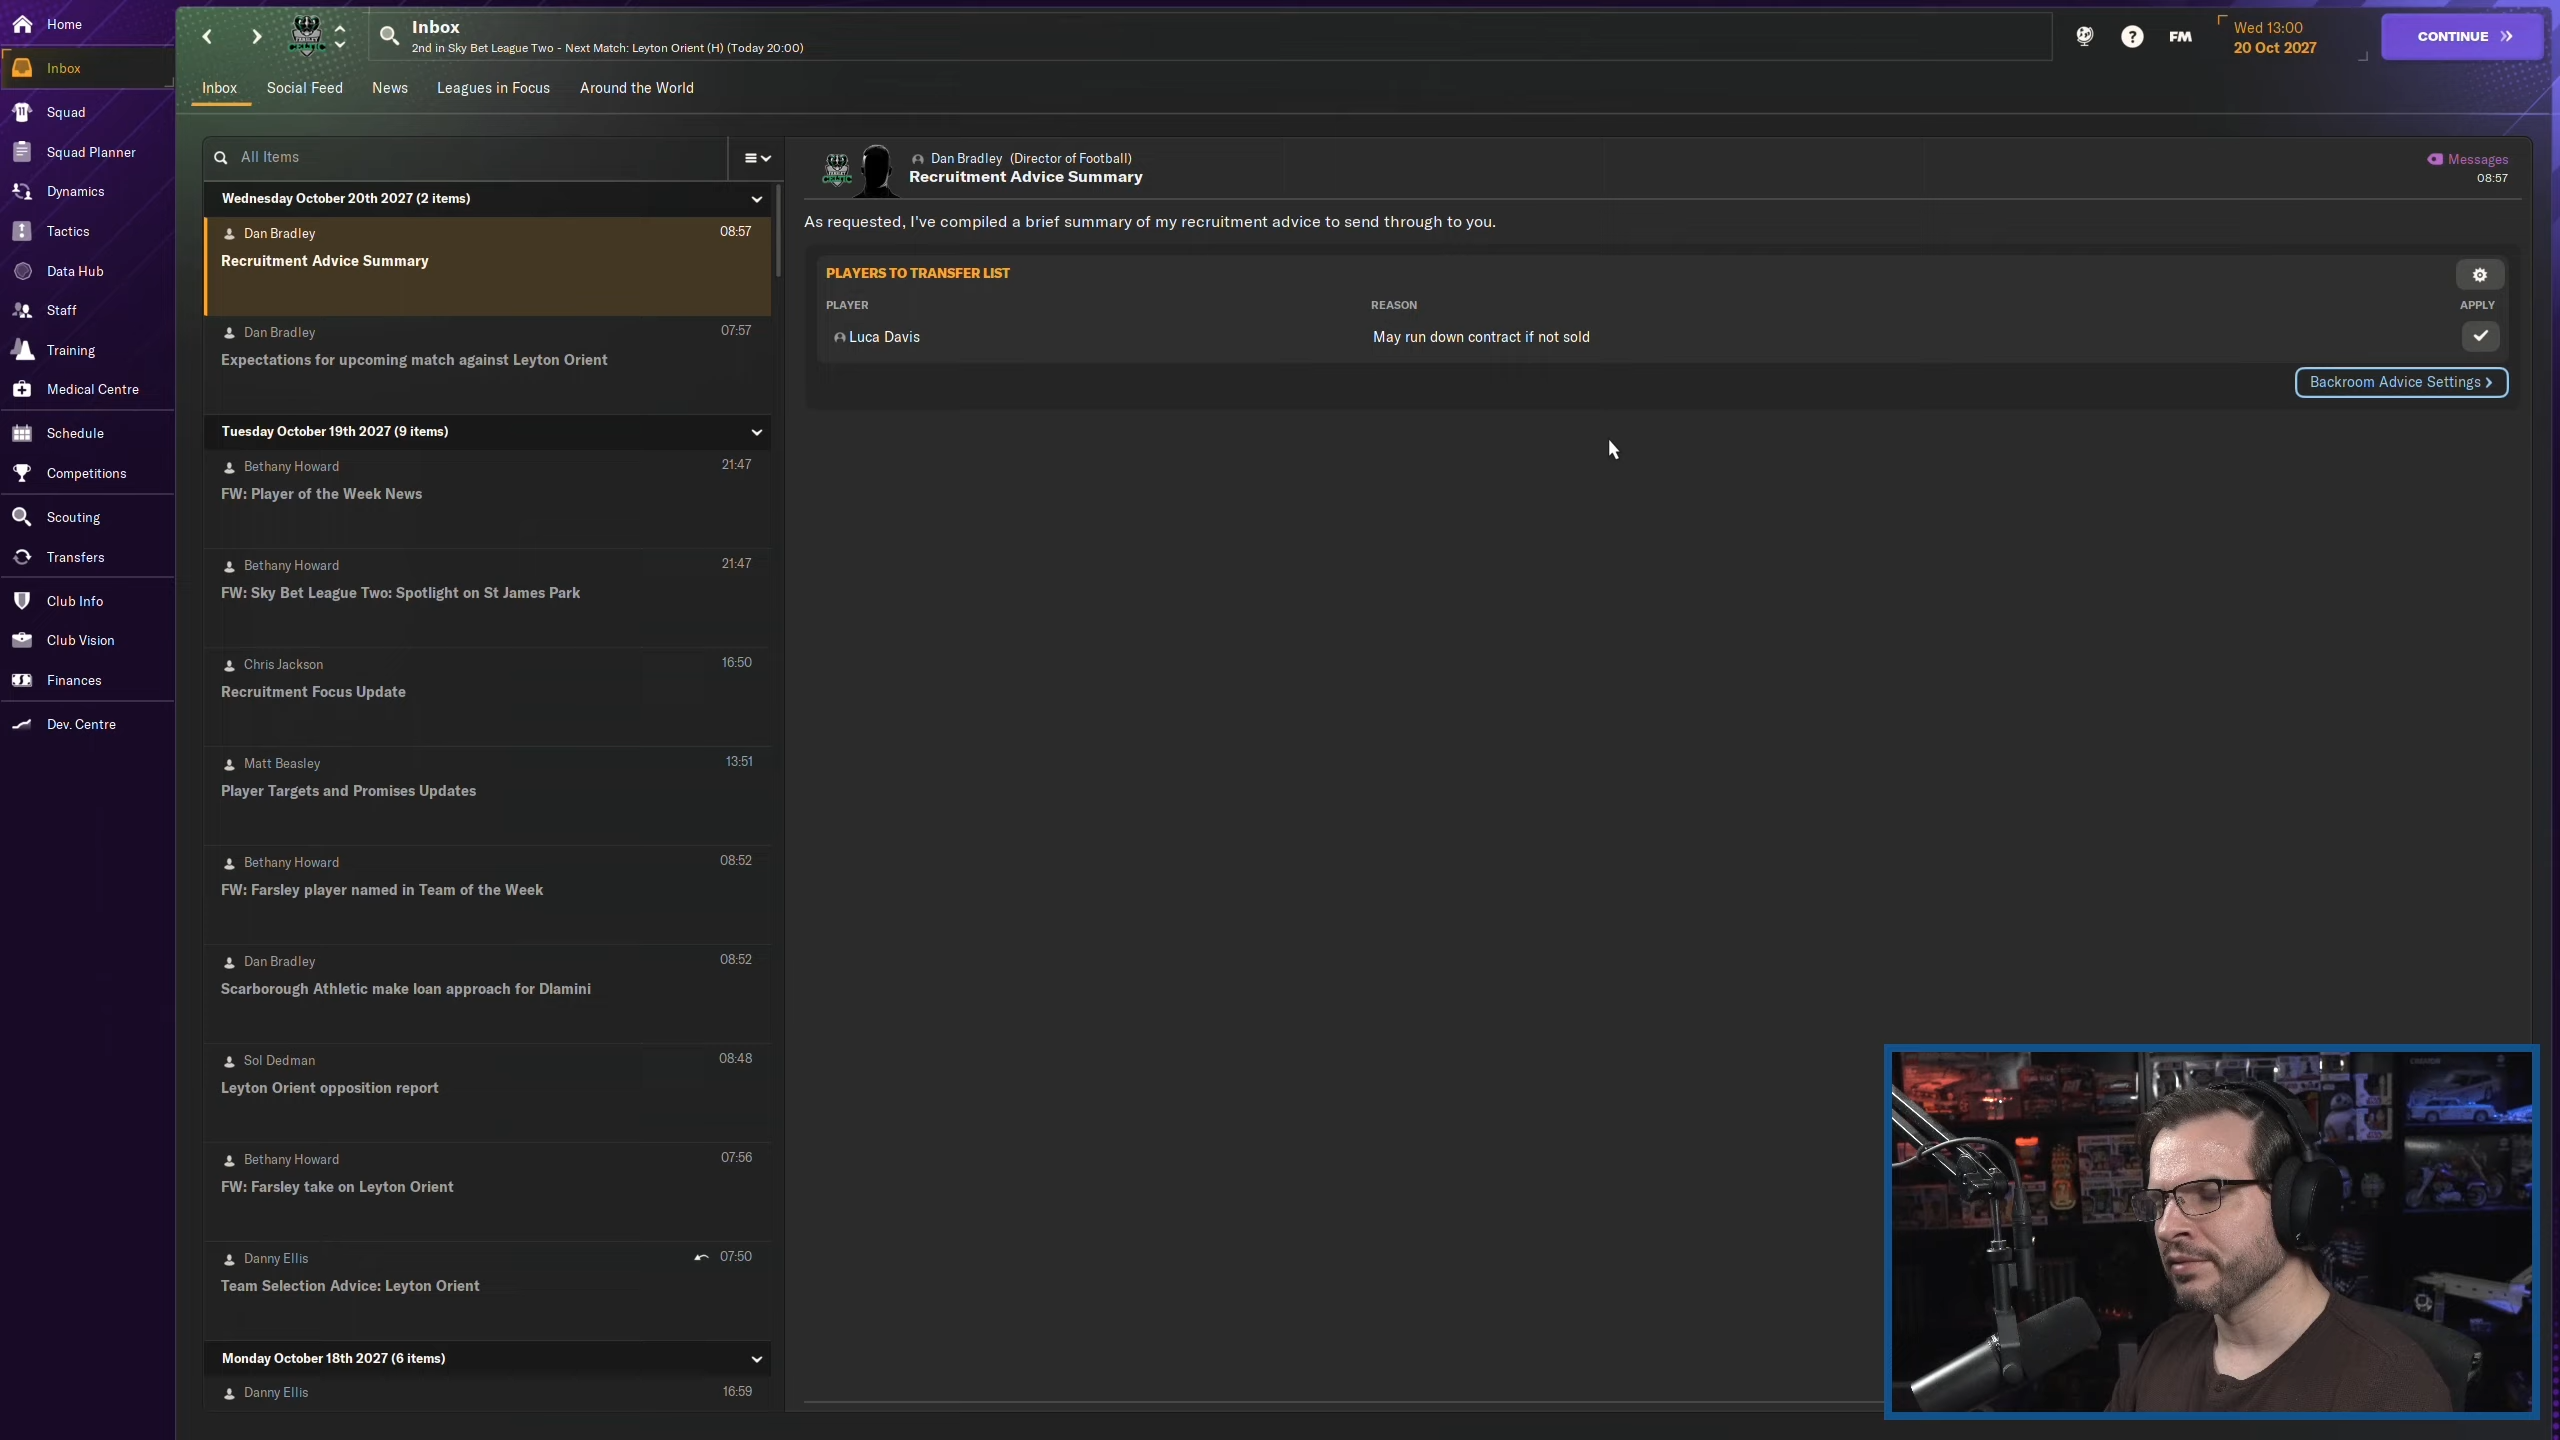 Home
Inbox
Squad
Squad Planner
Dynamics
Tactics
Data Hub
Staff
Training
Medical Centre
Schedule
Competitions
Scouting
Transfers
Club Info
Club Vision
Finances
Dev. Centre
Inbox
2nd in Sky Bet League Two - Next Match: Leyton Orient (H) (Today 20:00)
FM
Wed 13:00
20 Oct 2027
CONTINUE
Inbox Social Feed News Leagues in Focus Around the World
All Items
Wednesday October 20th 2027 (2 items)
Dan Bradley 08:57
Recruitment Advice Summary
Dan Bradley 07:57
Expectations for upcoming match against Leyton Orient
Tuesday October 19th 2027 (9 items)
Bethany Howard 21:47
FW: Player of the Week News
Bethany Howard 21:47
FW: Sky Bet League Two: Spotlight on St James Park
Chris Jackson 16:50
Recruitment Focus Update
Matt Beasley 13:51
Player Targets and Promises Updates
Bethany Howard 08:52
FW: Farsley player named in Team of the Week
Dan Bradley 08:52
Scarborough Athletic make loan approach for Dlamini
Sol Dedman 08:48
Leyton Orient opposition report
Bethany Howard 07:56
FW: Farsley take on Leyton Orient
Danny Ellis 07:50
Team Selection Advice: Leyton Orient
Monday October 18th 2027 (6 items)
Danny Ellis 16:59
Dan Bradley (Director of Football)
Recruitment Advice Summary
Messages
08:57
As requested, I've compiled a brief summary of my recruitment advice to send through to you.
PLAYERS TO TRANSFER LIST
PLAYER REASON APPLY
Luca Davis May run down contract if not sold
Backroom Advice Settings